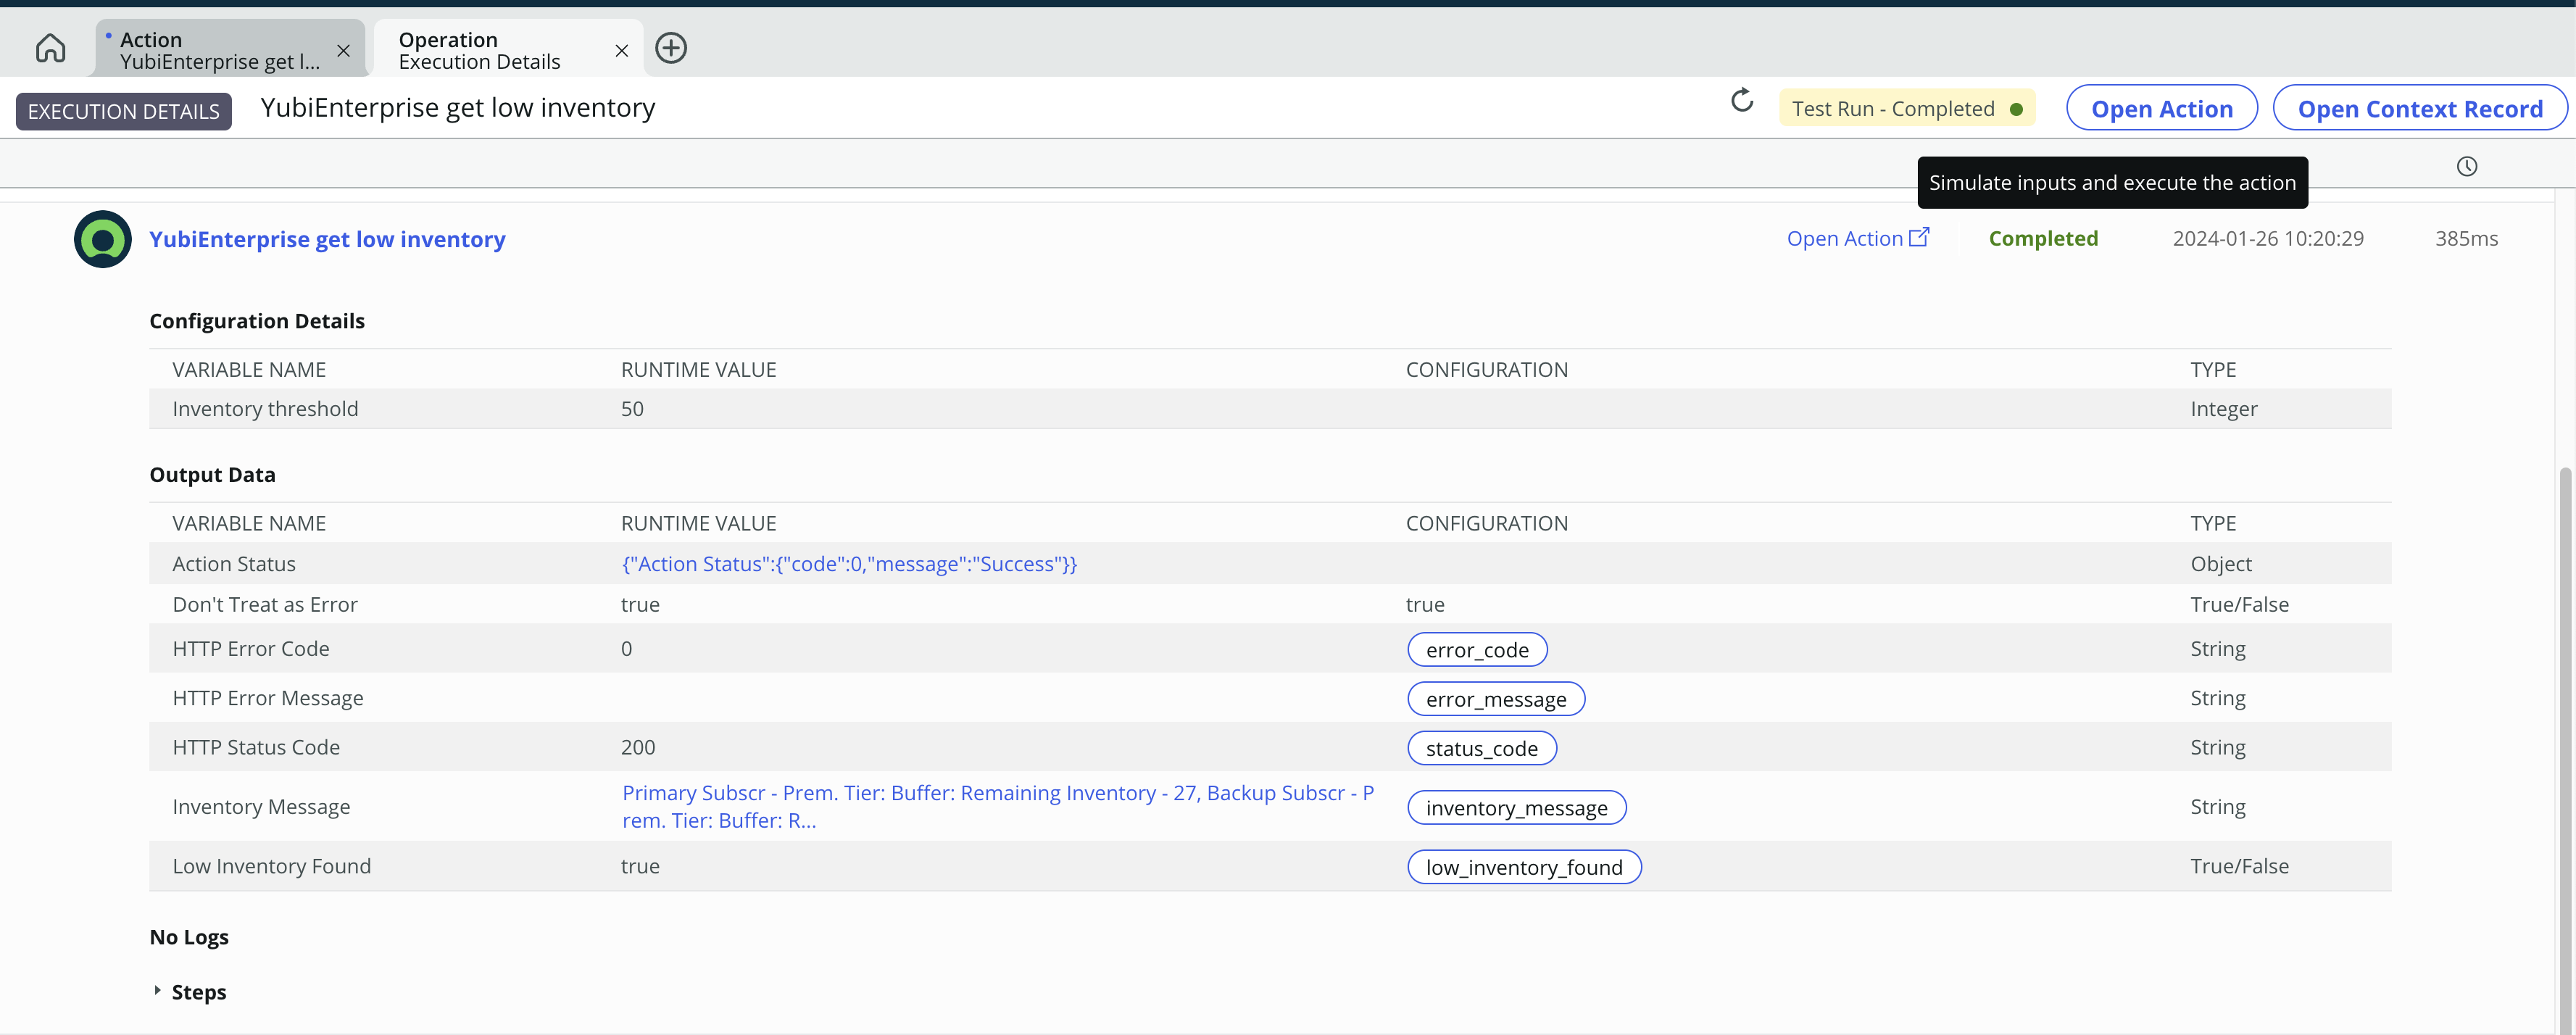 Action
YubiEnterprise get l...
Operation
Execution Details
EXECUTION DETAILS
YubiEnterprise get low inventory
Test Run - Completed
Open Action
Open Context Record
Simulate inputs and execute the action
YubiEnterprise get low inventory
Open Action
Completed
2024-01-26 10:20:29
385ms
Configuration Details
VARIABLE NAME RUNTIME VALUE CONFIGURATION TYPE
Inventory threshold 50 Integer
Output Data
VARIABLE NAME RUNTIME VALUE CONFIGURATION TYPE
Action Status {"Action Status":{"code":0,"message":"Success"}} Object
Don't Treat as Error true true True/False
HTTP Error Code 0 error_code String
HTTP Error Message error_message String
HTTP Status Code 200 status_code String
Inventory Message Primary Subscr - Prem. Tier: Buffer: Remaining Inventory - 27, Backup Subscr - P
rem. Tier: Buffer: R... inventory_message String
Low Inventory Found true low_inventory_found True/False
No Logs
Steps